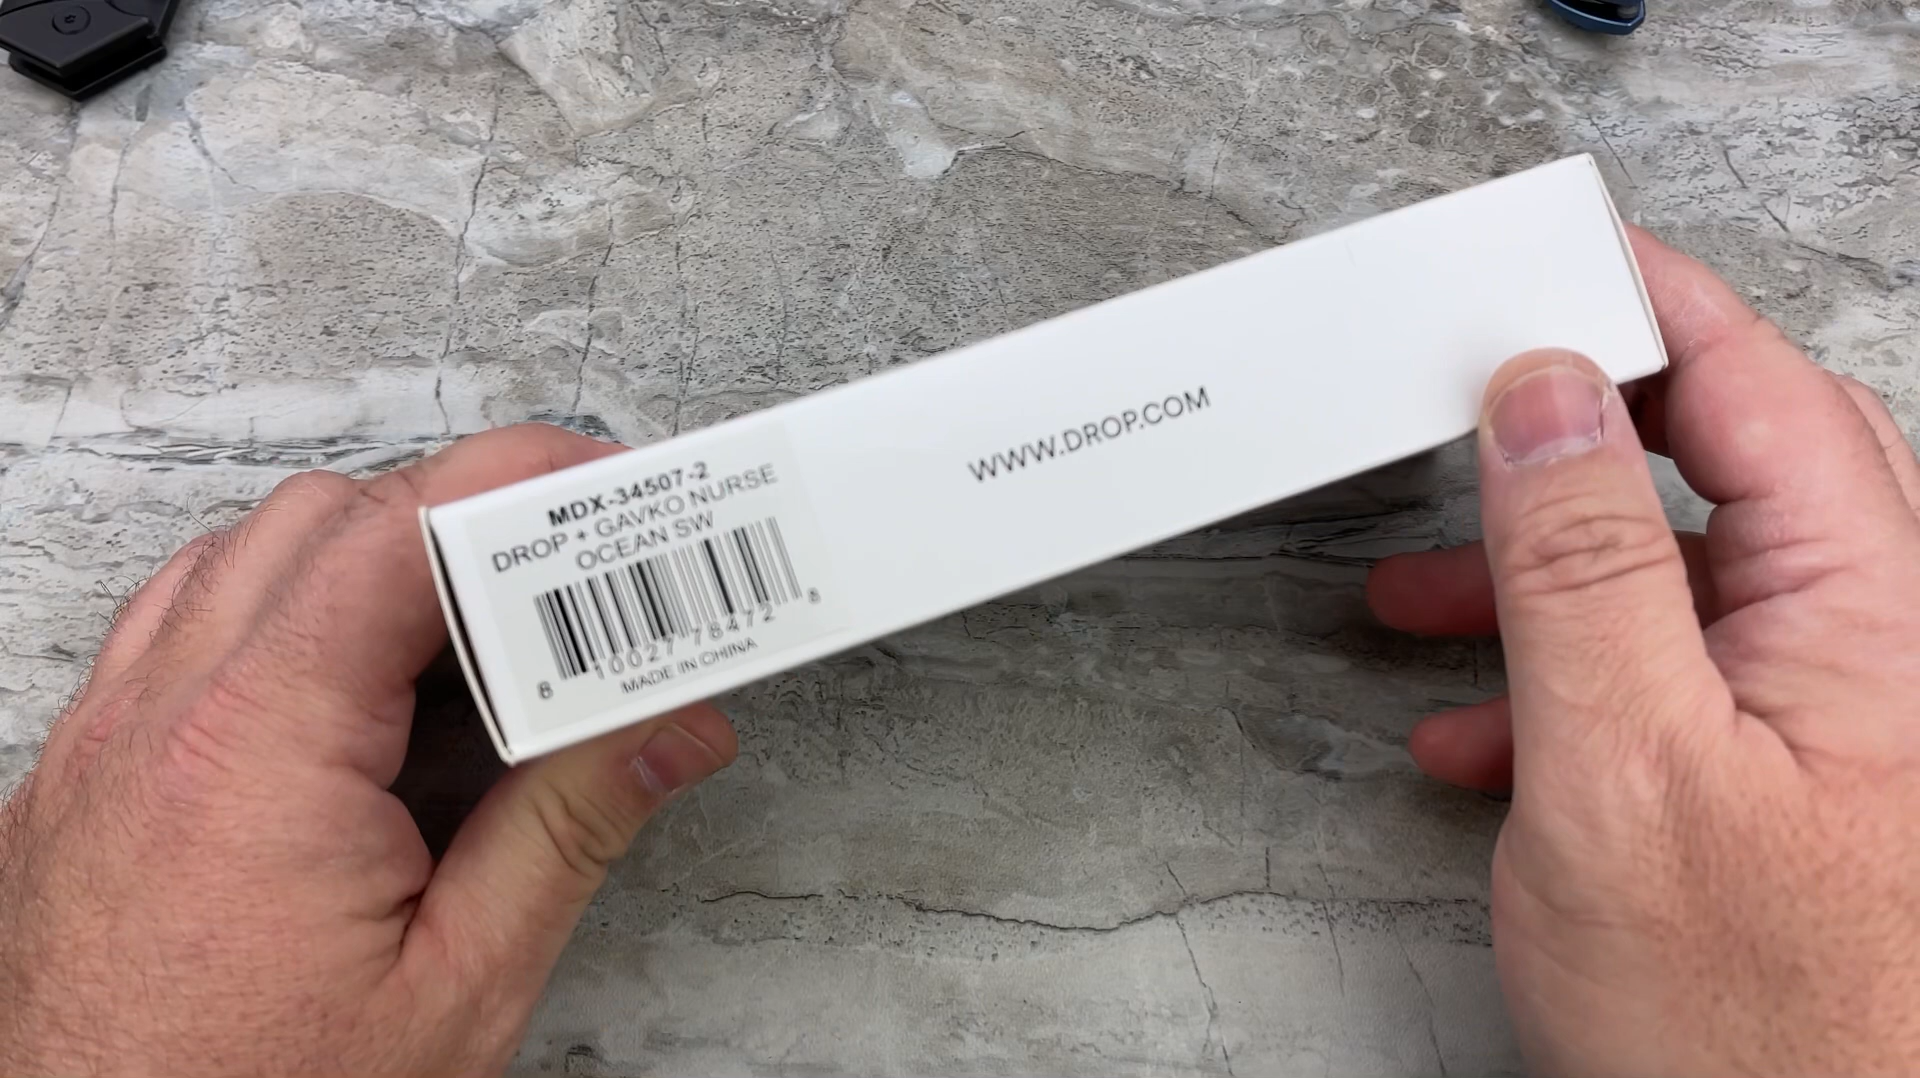 MDX-34507-2
DROP + GAVKO NURSE
OCEAN SW
8 10027 78472 8
MADE IN CHINA
WWW.DROP.COM